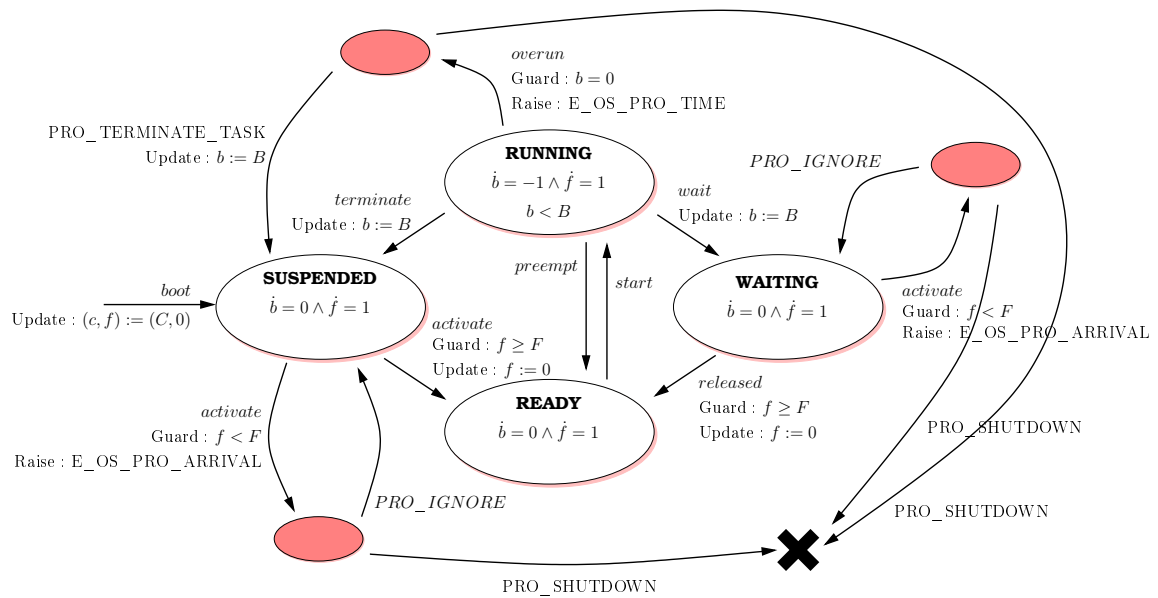 overun
Guard : b = 0
Raise : E_OS_PRO_TIME
PRO_TERMINATE_TASK
Update : b := B
RUNNING
ḃ = −1 ∧ ḟ = 1
b < B
PRO_IGNORE
terminate
Update : b := B
wait
Update : b := B
preempt
start
SUSPENDED
ḃ = 0 ∧ ḟ = 1
WAITING
ḃ = 0 ∧ ḟ = 1
boot
Update : (c, f) := (C, 0)
activate
Guard : f < F
Raise : E_OS_PRO_ARRIVAL
activate
Guard : f ≥ F
Update : f := 0
READY
ḃ = 0 ∧ ḟ = 1
released
Guard : f ≥ F
Update : f := 0
activate
Guard : f < F
Raise : E_OS_PRO_ARRIVAL
PRO_SHUTDOWN
PRO_IGNORE
PRO_SHUTDOWN
PRO_SHUTDOWN